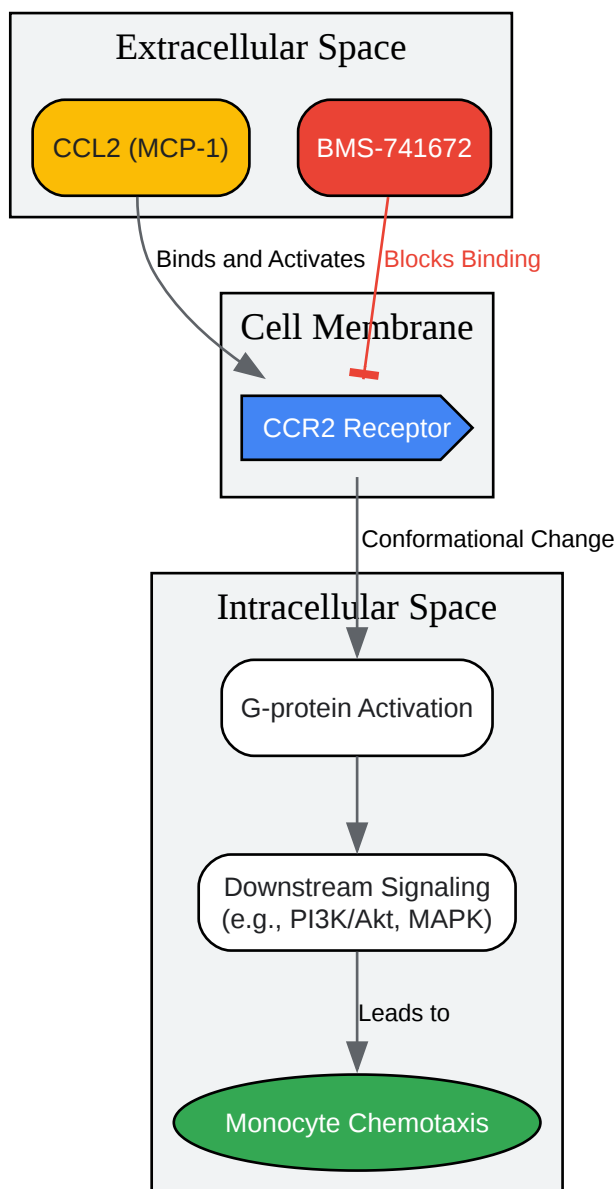 Extracellular Space
CCL2 (MCP-1)
BMS-741672
Binds and Activates
Blocks Binding
Cell Membrane
CCR2 Receptor
Conformational Change
Intracellular Space
G-protein Activation
Downstream Signaling
(e.g., PI3K/Akt, MAPK)
Leads to
Monocyte Chemotaxis